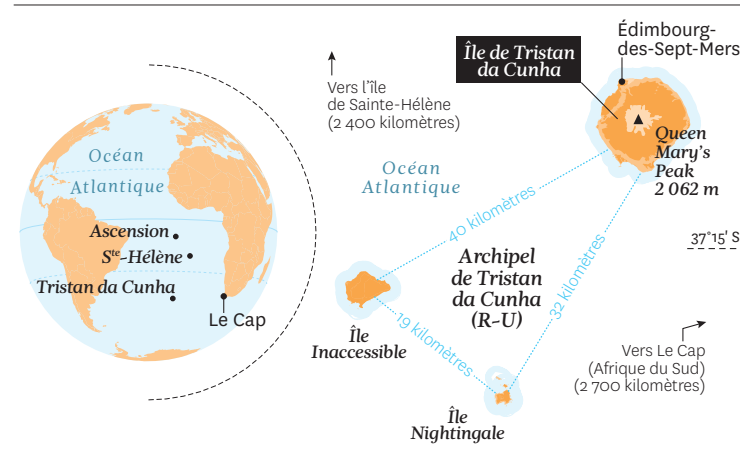 Océan
Atlantique
Ascension
Ste-Hélène
Tristan da Cunha
Le Cap
Vers l'île
de Sainte-Hélène
(2 400 kilomètres)
Île de Tristan
da Cunha
Édimbourg-
des-Sept-Mers
Queen
Mary's
Peak
2 062 m
Océan
Atlantique
40 kilomètres
37°15' S
Archipel
de Tristan
da Cunha
(R-U)
32 kilomètres
19 kilomètres
Île
Inaccessible
Vers Le Cap
(Afrique du Sud)
(2 700 kilomètres)
Île
Nightingale